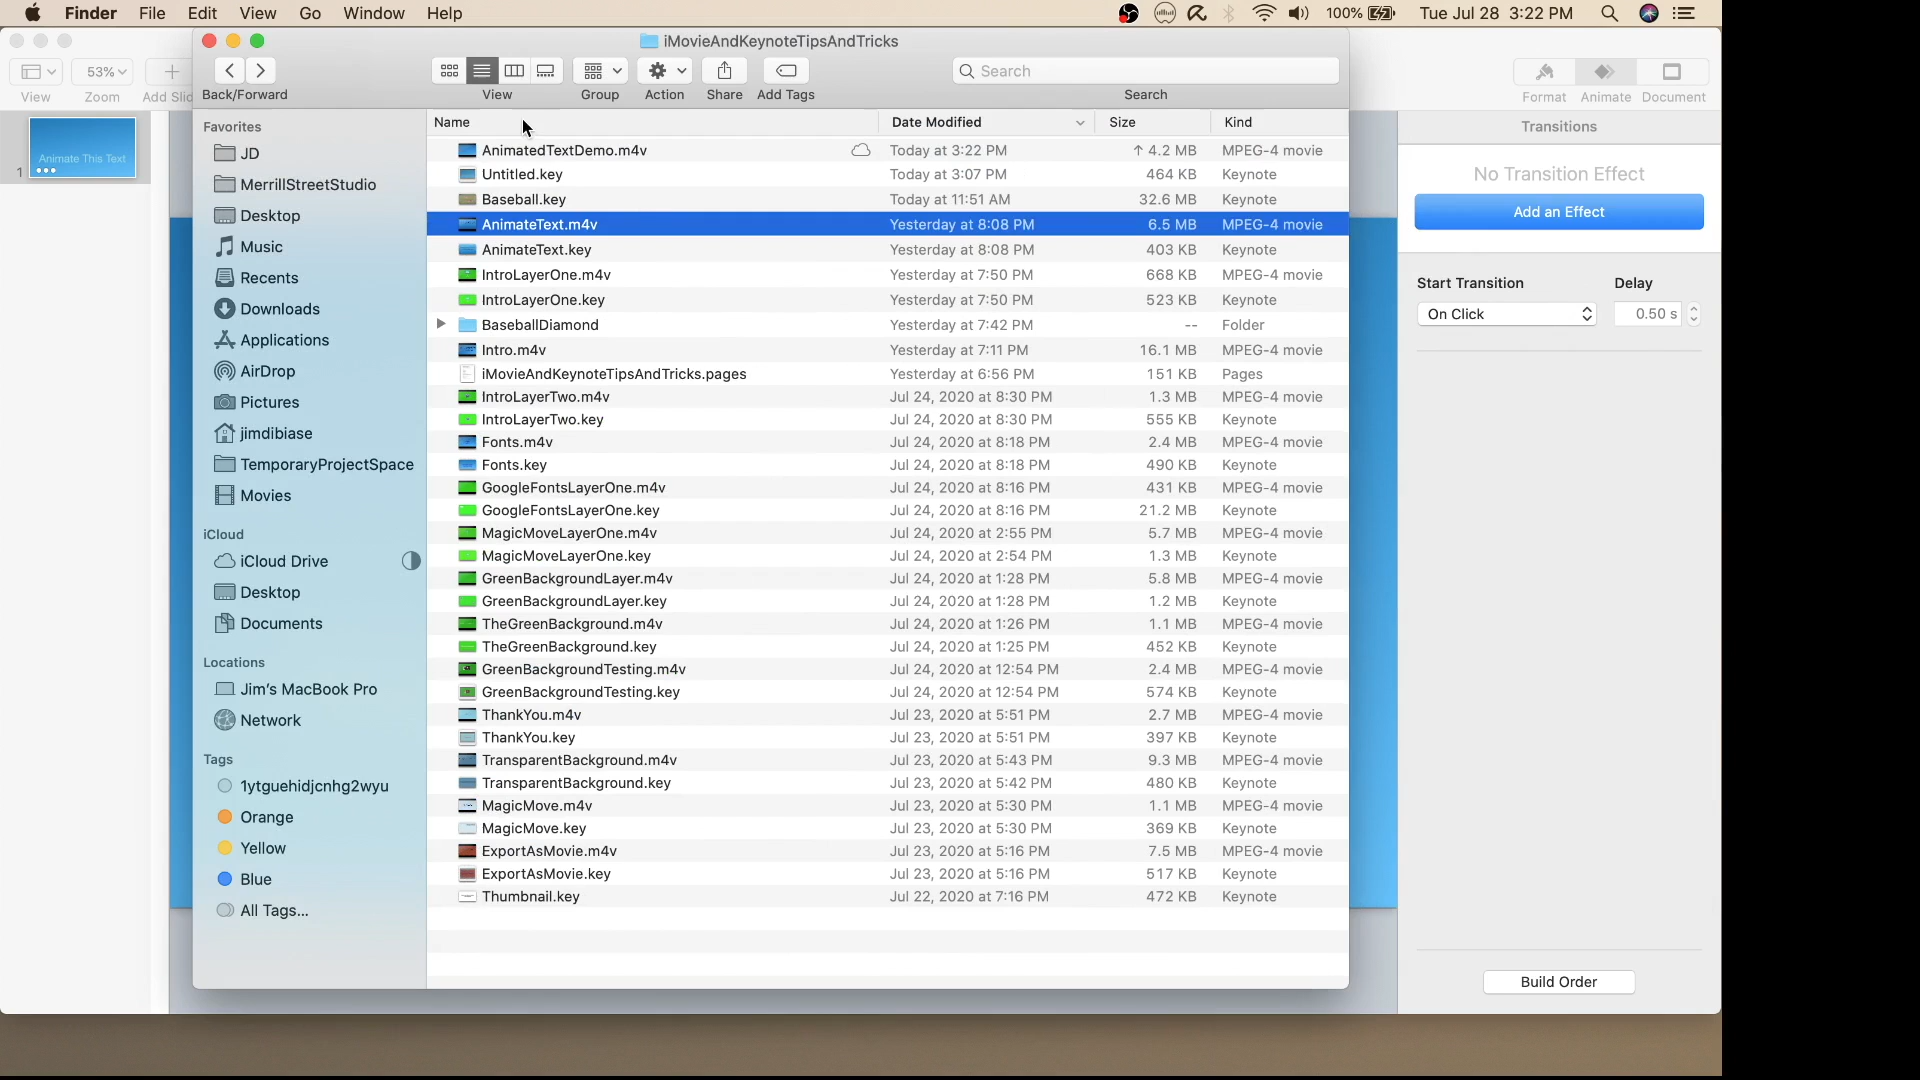 Finder File Edit View Go Window Help 100% Tue Jul 28 3:22 PM
iMovieAndKeynoteTipsAndTricks
53%
Search
View Zoom Add Slid
Back/Forward View Group Action Share Add Tags Search
Format Animate Document
Favorites
JD
MerrillStreetStudio
Desktop
Music
Recents
Downloads
Applications
AirDrop
Pictures
jimdibiase
TemporaryProjectSpace
Movies
iCloud
iCloud Drive
Desktop
Documents
Locations
Jim's MacBook Pro
Network
Tags
1ytguehidjcnhg2wyu
Orange
Yellow
Blue
All Tags...
Name Date Modified Size Kind
AnimatedTextDemo.m4v Today at 3:22 PM ↑ 4.2 MB MPEG-4 movie
Untitled.key Today at 3:07 PM 464 KB Keynote
Baseball.key Today at 11:51 AM 32.6 MB Keynote
AnimateText.m4v Yesterday at 8:08 PM 6.5 MB MPEG-4 movie
AnimateText.key Yesterday at 8:08 PM 403 KB Keynote
IntroLayerOne.m4v Yesterday at 7:50 PM 668 KB MPEG-4 movie
IntroLayerOne.key Yesterday at 7:50 PM 523 KB Keynote
BaseballDiamond Yesterday at 7:42 PM -- Folder
Intro.m4v Yesterday at 7:11 PM 16.1 MB MPEG-4 movie
iMovieAndKeynoteTipsAndTricks.pages Yesterday at 6:56 PM 151 KB Pages
IntroLayerTwo.m4v Jul 24, 2020 at 8:30 PM 1.3 MB MPEG-4 movie
IntroLayerTwo.key Jul 24, 2020 at 8:30 PM 555 KB Keynote
Fonts.m4v Jul 24, 2020 at 8:18 PM 2.4 MB MPEG-4 movie
Fonts.key Jul 24, 2020 at 8:18 PM 490 KB Keynote
GoogleFontsLayerOne.m4v Jul 24, 2020 at 8:16 PM 431 KB MPEG-4 movie
GoogleFontsLayerOne.key Jul 24, 2020 at 8:16 PM 21.2 MB Keynote
MagicMoveLayerOne.m4v Jul 24, 2020 at 2:55 PM 5.7 MB MPEG-4 movie
MagicMoveLayerOne.key Jul 24, 2020 at 2:54 PM 1.3 MB Keynote
GreenBackgroundLayer.m4v Jul 24, 2020 at 1:28 PM 5.8 MB MPEG-4 movie
GreenBackgroundLayer.key Jul 24, 2020 at 1:28 PM 1.2 MB Keynote
TheGreenBackground.m4v Jul 24, 2020 at 1:26 PM 1.1 MB MPEG-4 movie
TheGreenBackground.key Jul 24, 2020 at 1:25 PM 452 KB Keynote
GreenBackgroundTesting.m4v Jul 24, 2020 at 12:54 PM 2.4 MB MPEG-4 movie
GreenBackgroundTesting.key Jul 24, 2020 at 12:54 PM 574 KB Keynote
ThankYou.m4v Jul 23, 2020 at 5:51 PM 2.7 MB MPEG-4 movie
ThankYou.key Jul 23, 2020 at 5:51 PM 397 KB Keynote
TransparentBackground.m4v Jul 23, 2020 at 5:43 PM 9.3 MB MPEG-4 movie
TransparentBackground.key Jul 23, 2020 at 5:42 PM 480 KB Keynote
MagicMove.m4v Jul 23, 2020 at 5:30 PM 1.1 MB MPEG-4 movie
MagicMove.key Jul 23, 2020 at 5:30 PM 369 KB Keynote
ExportAsMovie.m4v Jul 23, 2020 at 5:16 PM 7.5 MB MPEG-4 movie
ExportAsMovie.key Jul 23, 2020 at 5:16 PM 517 KB Keynote
Thumbnail.key Jul 22, 2020 at 7:16 PM 472 KB Keynote
Animate This Text
1
Transitions
No Transition Effect
Add an Effect
Start Transition Delay
On Click 0.50 s
Build Order